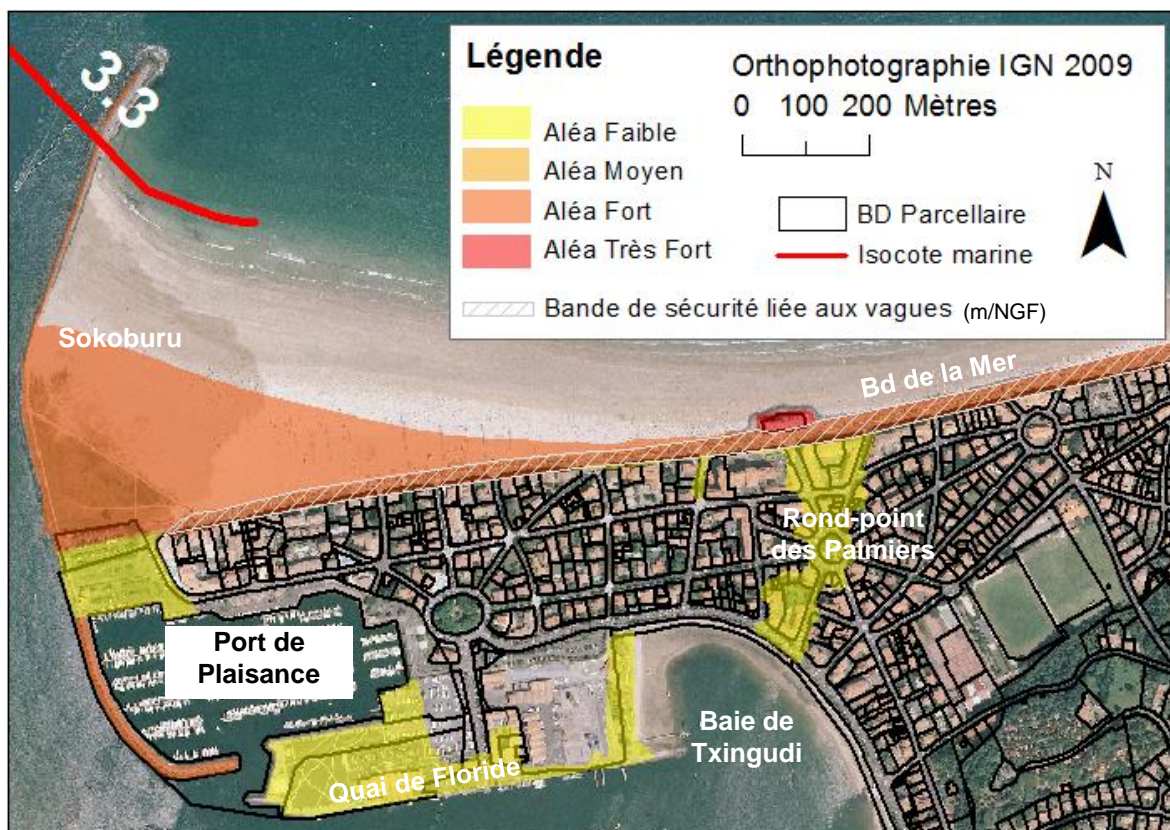 3.3
Légende
Aléa Faible
Aléa Moyen
Aléa Fort
Aléa Très Fort
Bande de sécurité liée aux vagues (m/NGF)
Orthophotographie IGN 2009
0 100 200 Mètres
BD Parcellaire
Isocote marine
N
Sokoburu
Bd de la Mer
Rond-point
des Palmiers
Port de
Plaisance
Baie de
Txingudi
Quai de Floride